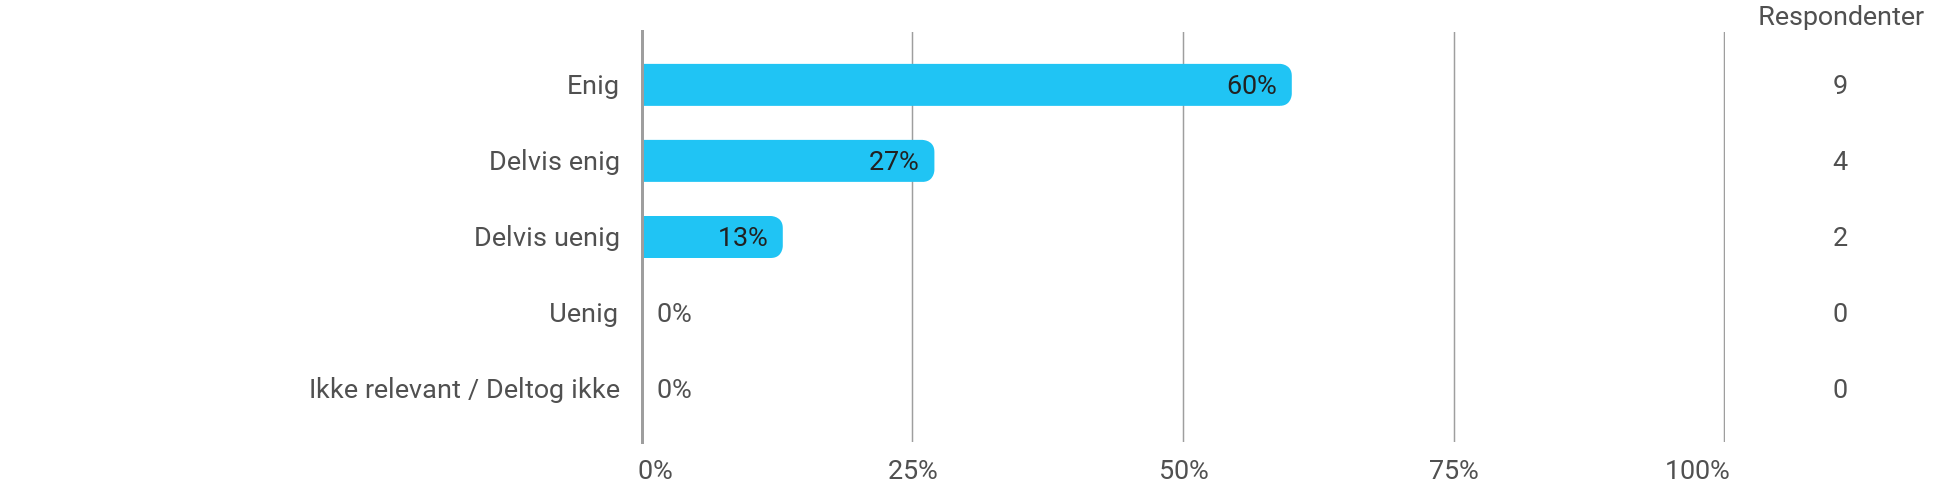 Respondenter
Enig 60% 9
Delvis enig 27% 4
Delvis uenig 13% 2
Uenig 0% 0
Ikke relevant / Deltog ikke 0% 0
0% 25% 50% 75% 100%